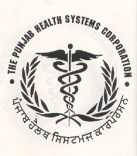 • THE PUNJAB HEALTH SYSTEMS CORPORATION •
ਪੰਜਾਬ ਹੈਲਥ ਸਿਸਟਮਜ਼ ਕਾਰਪੋਰੇਸ਼ਨ